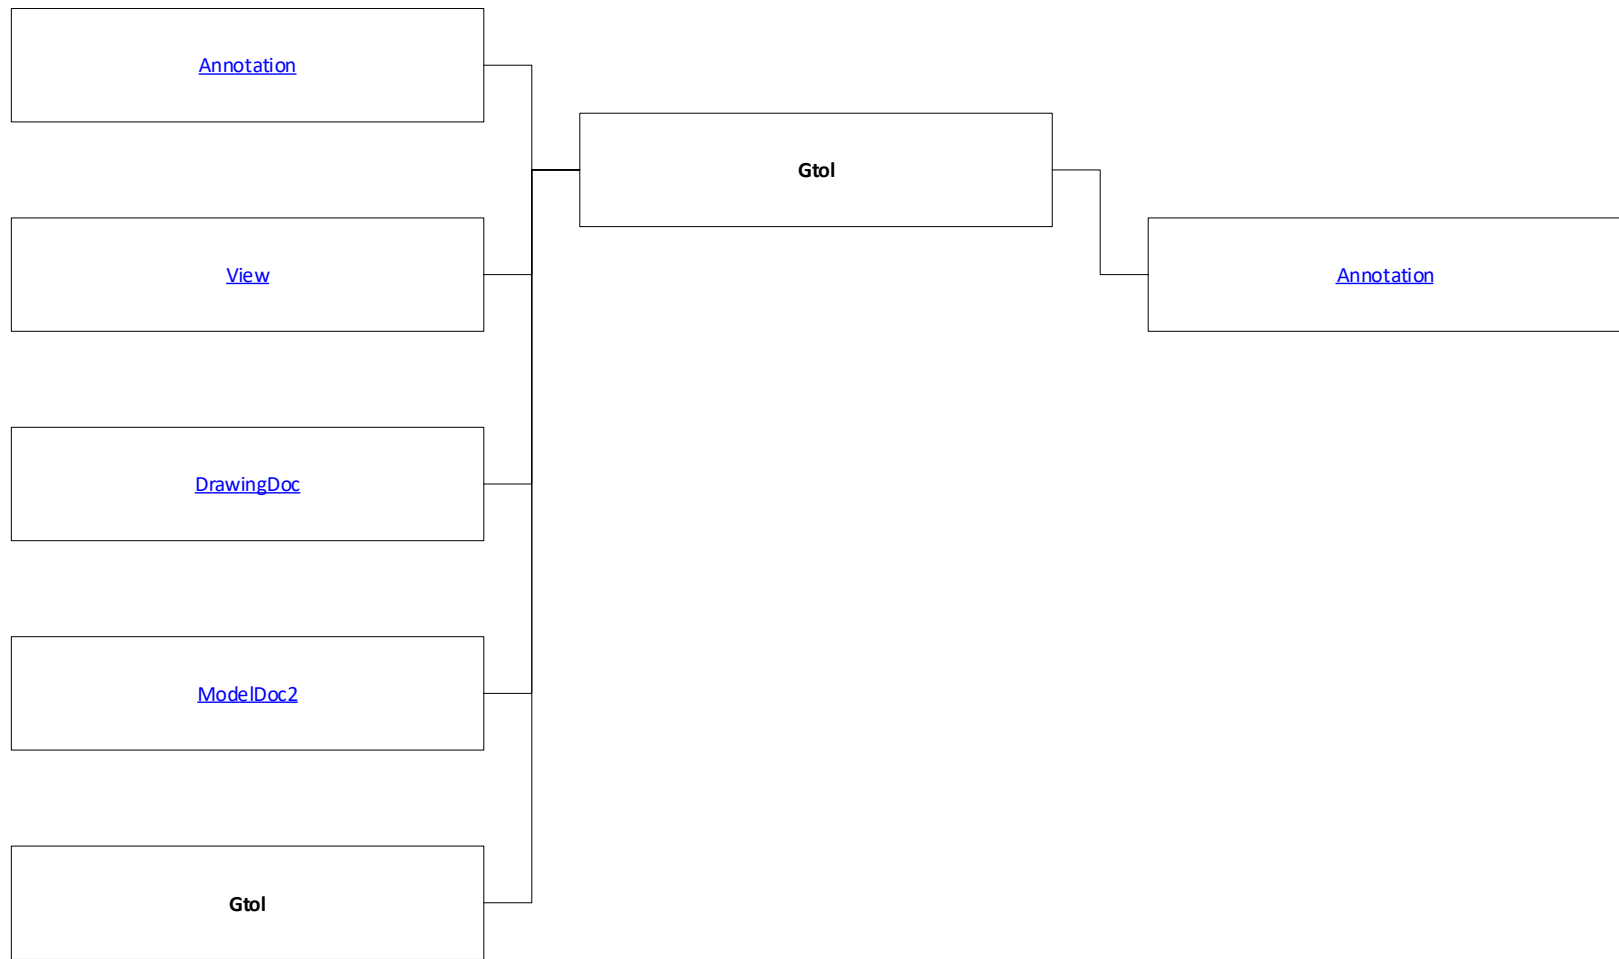 Annotation
Gtol
View
Annotation
DrawingDoc
ModelDoc2
Gtol